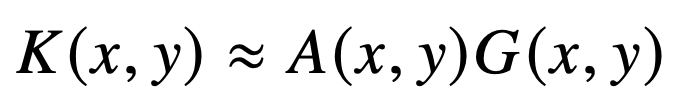 K(x, y) ≈ A(x, y)G(x, y)